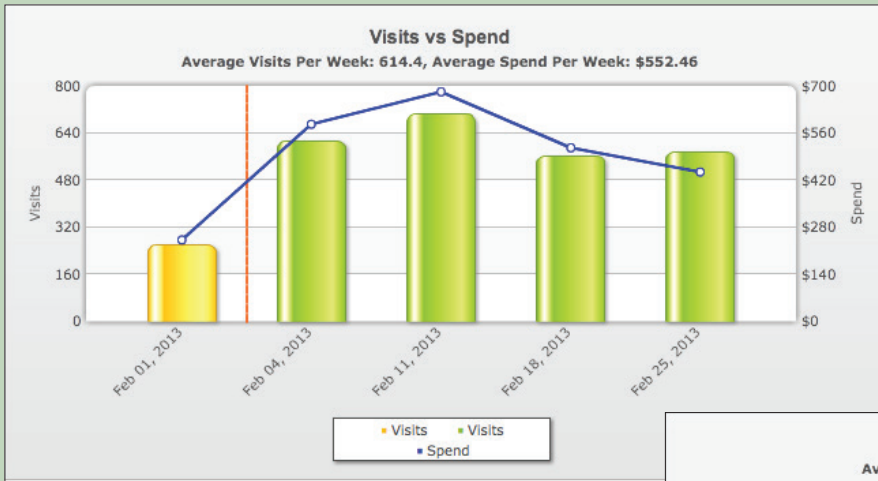 Visits vs Spend
Average Visits Per Week: 614.4, Average Spend Per Week: $552.46
800
640
480
320
160
0
Visits
$700
$560
$420
$280
$140
$0
Spend
Feb 01, 2013
Feb 04, 2013
Feb 11, 2013
Feb 18, 2013
Feb 25, 2013
Visits Visits
Spend
Av